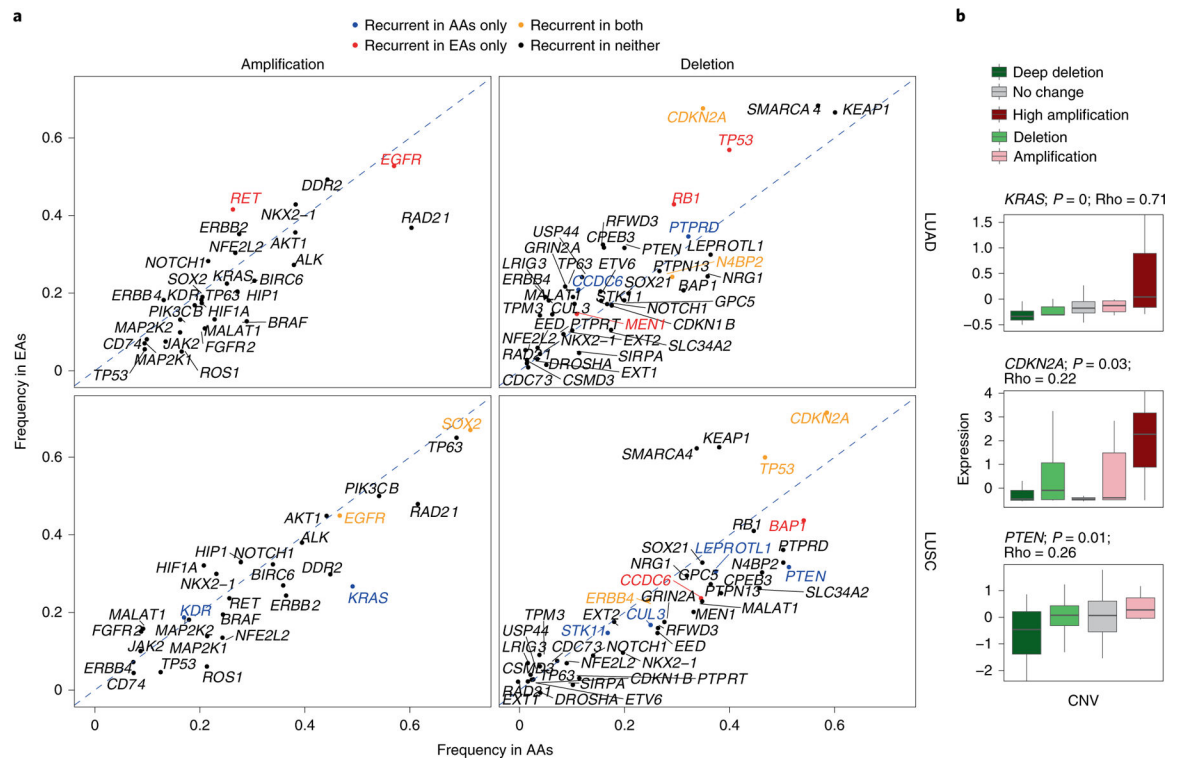 a
b
Recurrent in AAs only
Recurrent in both
Recurrent in EAs only
Recurrent in neither
Amplification
Deletion
Frequency in EAs
0.6
EGFR
DDR2
RET
NKX2-1
RAD21
ERBB2
AKT1
NFE2L2
NOTCH1
ALK
SOX2
KRAS
BIRC6
ERBB4
KDR
TP63
HIP1
PIK3CB
HIF1A
BRAF
MAP2K2
MALAT1
CD74
JAK2
FGFR2
MAP2K1
TP53
ROS1
0.4
0.2
0
CDKN2A
SMARCA4
KEAP1
TP53
RB1
RFWD3
PTPRD
USP44
CPEB3
GRIN2A
PTEN
LEPROTL1
LRIG3
TP63
ETV6
PTPN13
N4BP2
ERBB4
CCDC6
SOX21
BAP1
NRG1
MALAT1
STK11
GPC5
TPM3
CUL3
NOTCH1
EED
PTPRT
MEN1
CDKN1B
NFE2L2
NKX2-1
EXT2
SLC34A2
RAD21
SIRPA
DROSHA
EXT1
CDC73
CSMD3
LUAD
0.6
0.4
0.2
0
SOX2
TP63
PIK3CB
RAD21
AKT1
EGFR
ALK
HIP1
NOTCH1
HIF1A
DDR2
NKX2-1
BIRC6
ERBB2
KRAS
RET
KDR
MALAT1
BRAF
FGFR2
MAP2K2
NFE2L2
JAK2
MAP2K1
ERBB4
TP53
CD74
ROS1
CDKN2A
KEAP1
SMARCA4
TP53
RB1
BAP1
SOX21
LEPROTL1
PTPRD
NRG1
N4BP2
CCDC6
GPC5
CPEB3
PTEN
GRIN2A
PTPN13
SLC34A2
ERBB4
MALAT1
TPM3
EXT2
CUL3
MEN1
USP44
STK11
RFWD3
LRIG3
CDC73
NOTCH1
EED
CSMD3
NFE2L2
NKX2-1
TP63
CDKN1B
PTPRT
RAD21
SIRPA
EXT1
DROSHA
ETV6
LUSC
0
0.2
0.4
0.6
0
0.2
0.4
0.6
Frequency in AAs
Deep deletion
No change
High amplification
Deletion
Amplification
KRAS; P = 0; Rho = 0.71
1.5
1.0
0.5
0
−0.5
CDKN2A; P = 0.03;
Rho = 0.22
4
3
2
1
0
Expression
PTEN; P = 0.01;
Rho = 0.26
1
0
−1
−2
CNV